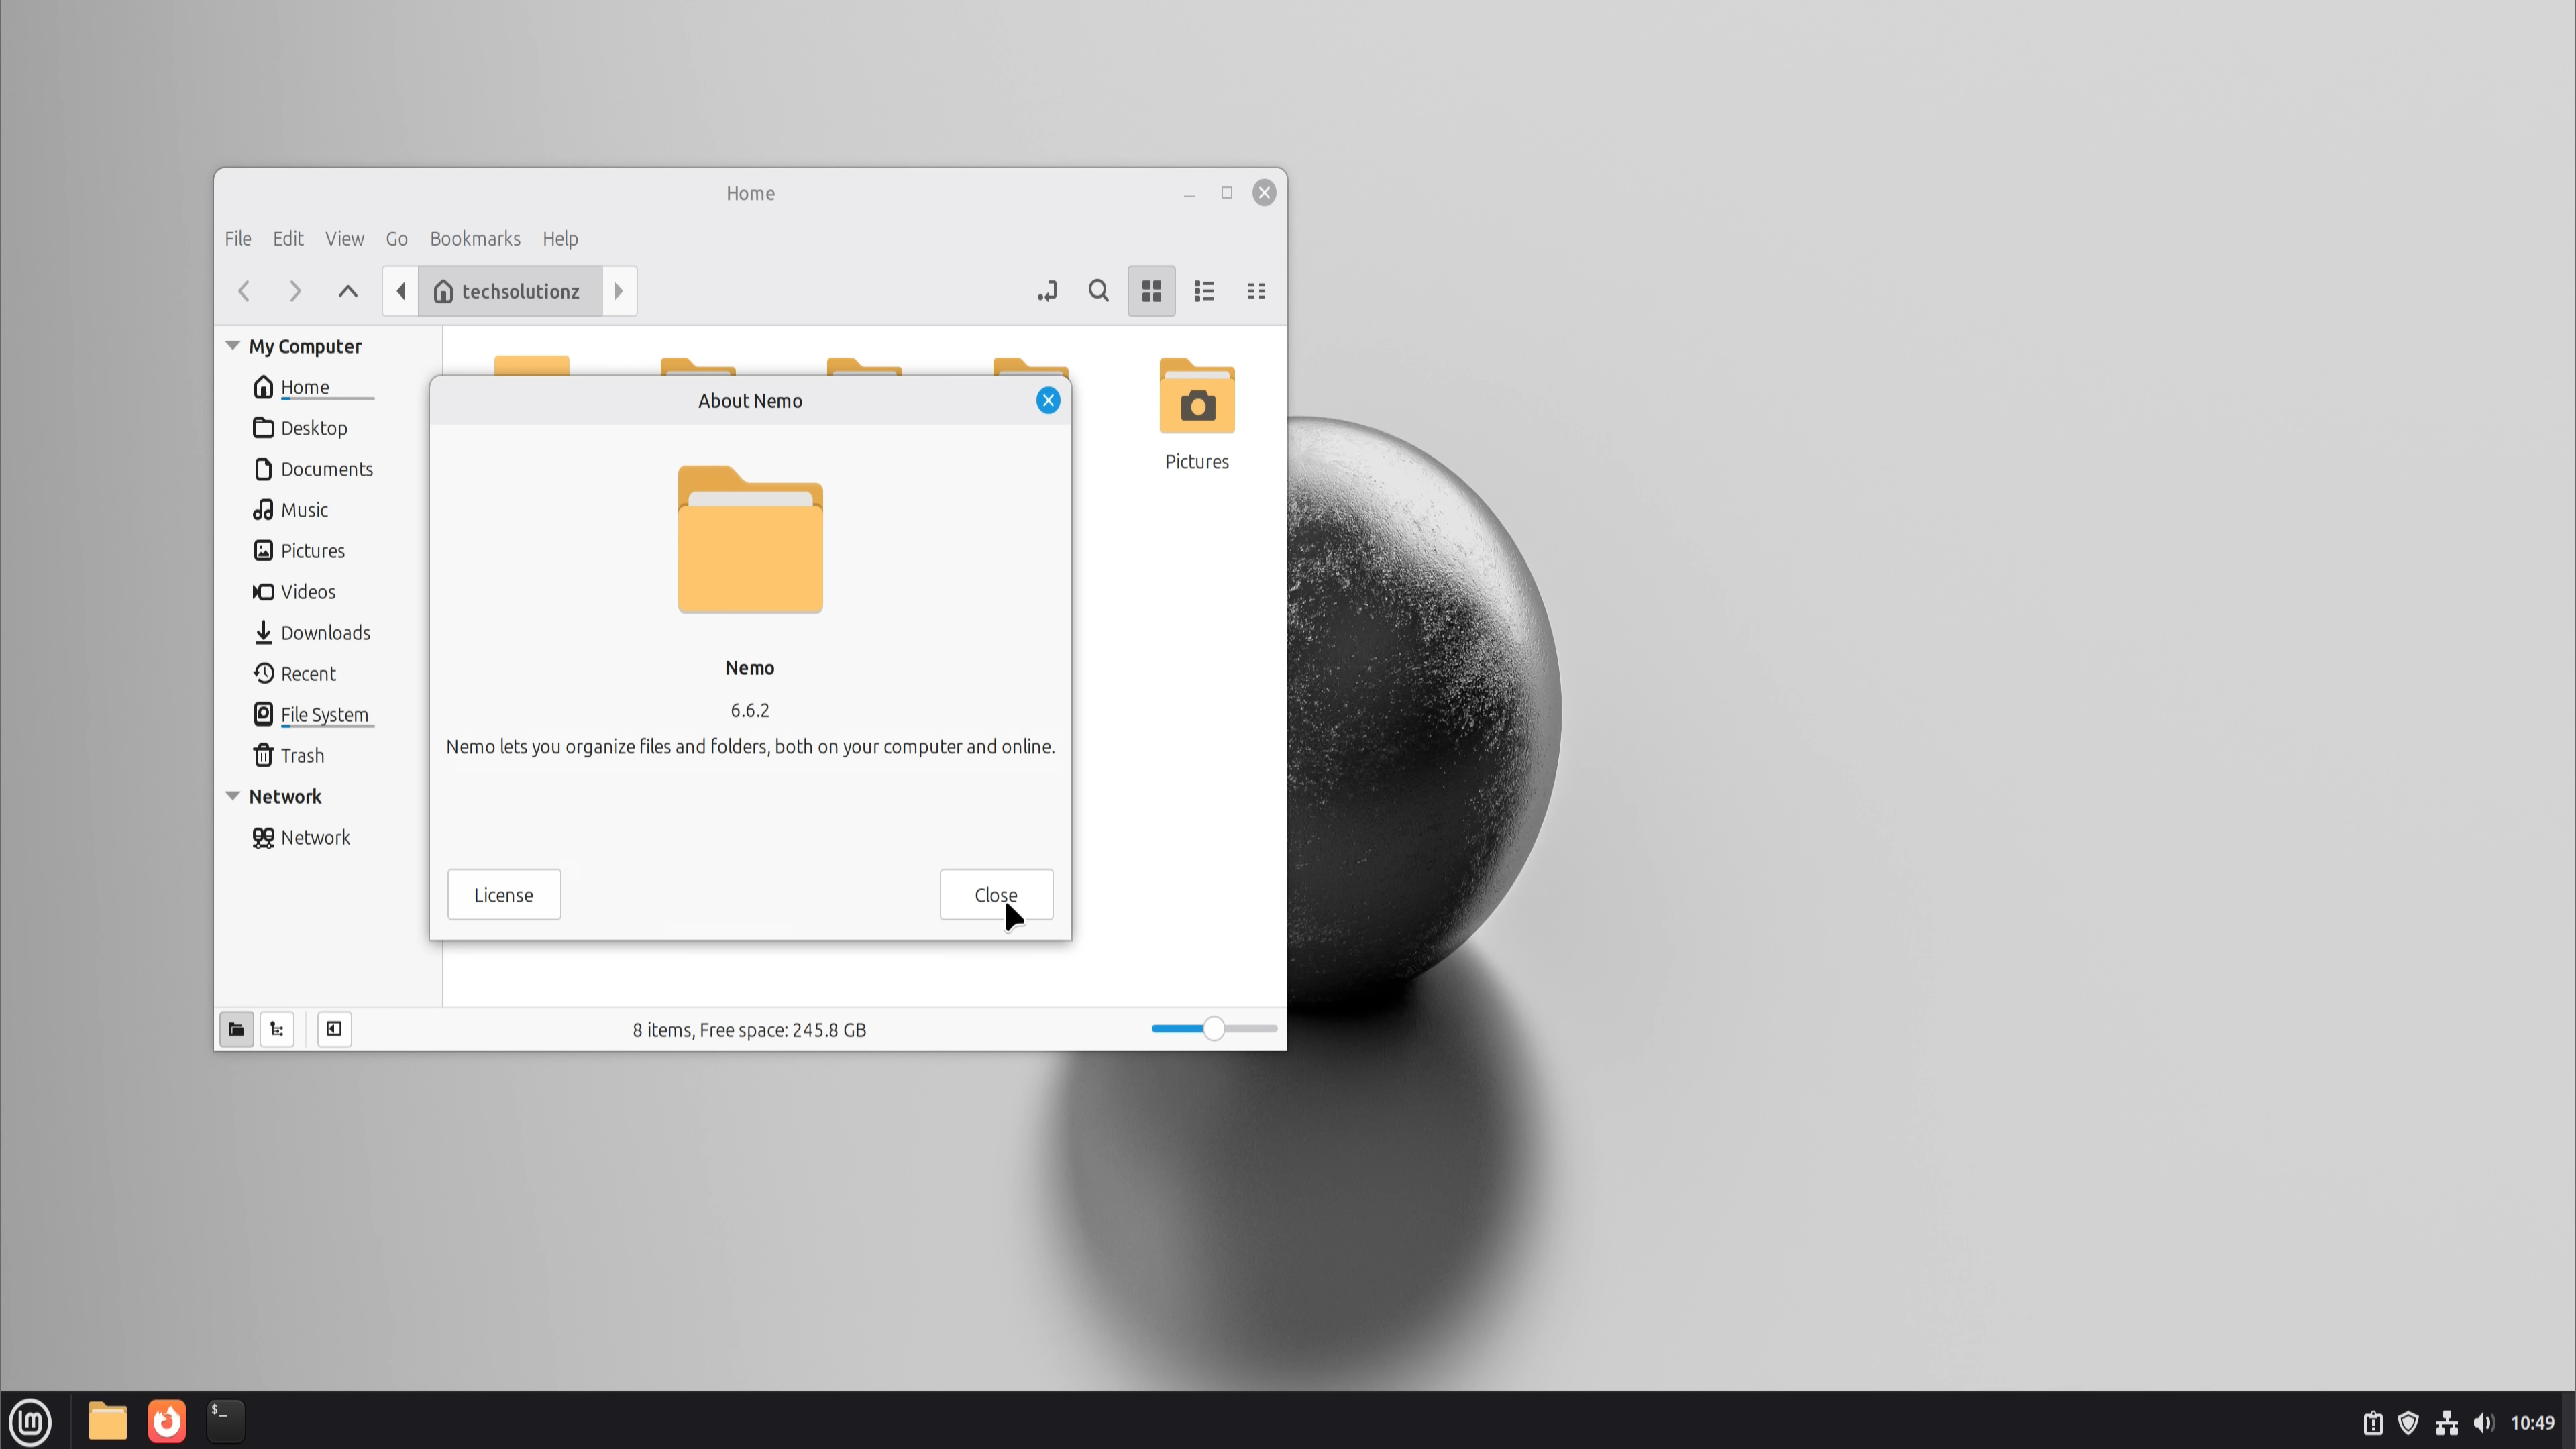 Home
File Edit View Go Bookmarks Help
techsolutionz
My Computer
Home
Desktop
Documents
Music
Pictures
Videos
Downloads
Recent
File System
Trash
Network
Network
Pictures
About Nemo
Nemo
6.6.2
Nemo lets you organize files and folders, both on your computer and online.
License Close
8 items, Free space: 245.8 GB
lm $_ 10:49